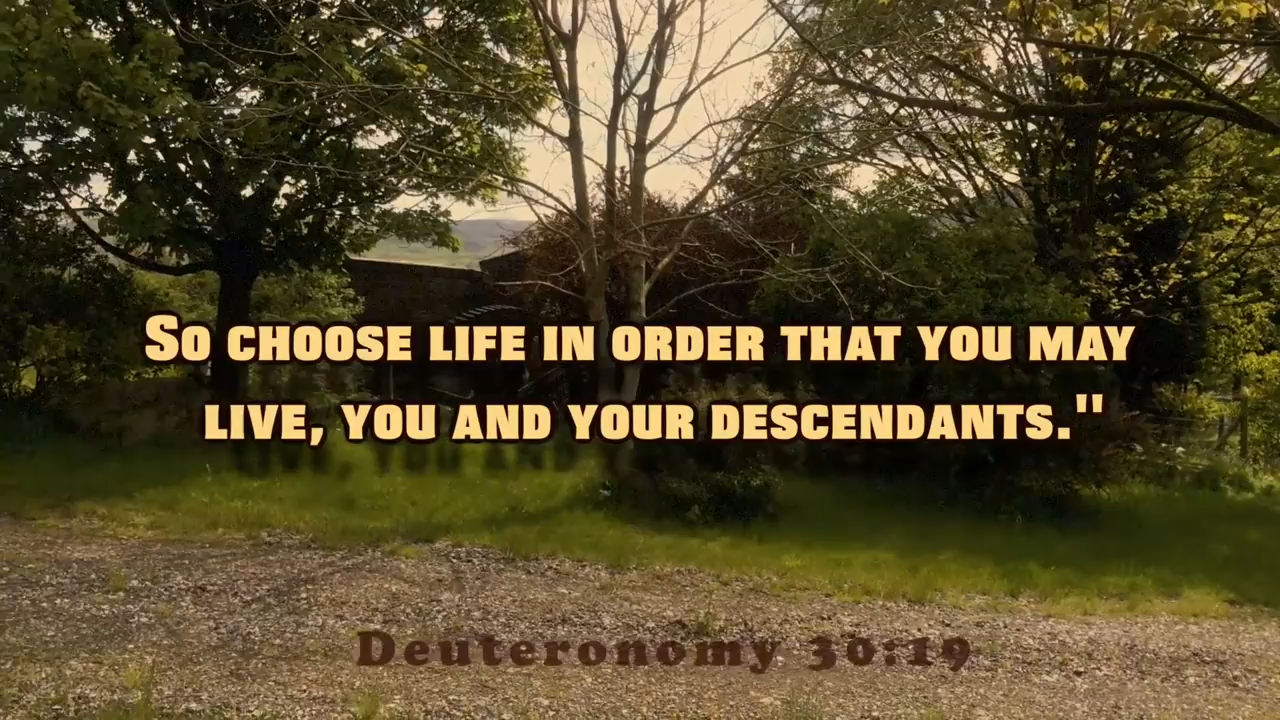 So choose life in order that you may
live, you and your descendants."
Deuteronomy 30:19